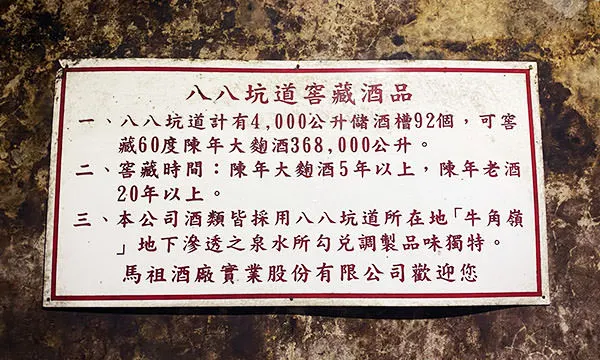 八八坑道窖藏酒品
一、八八坑道計有4,000公升儲酒槽92個，可窖
藏60度陳年大麴酒368,000公升。
二、窖藏時間：陳年大麴酒5年以上，陳年老酒
20年以上。
三、本公司酒類皆採用八八坑道所在地「牛角嶺
」地下滲透之泉水所勾兌調製品味獨特。
馬祖酒廠實業股份有限公司歡迎您